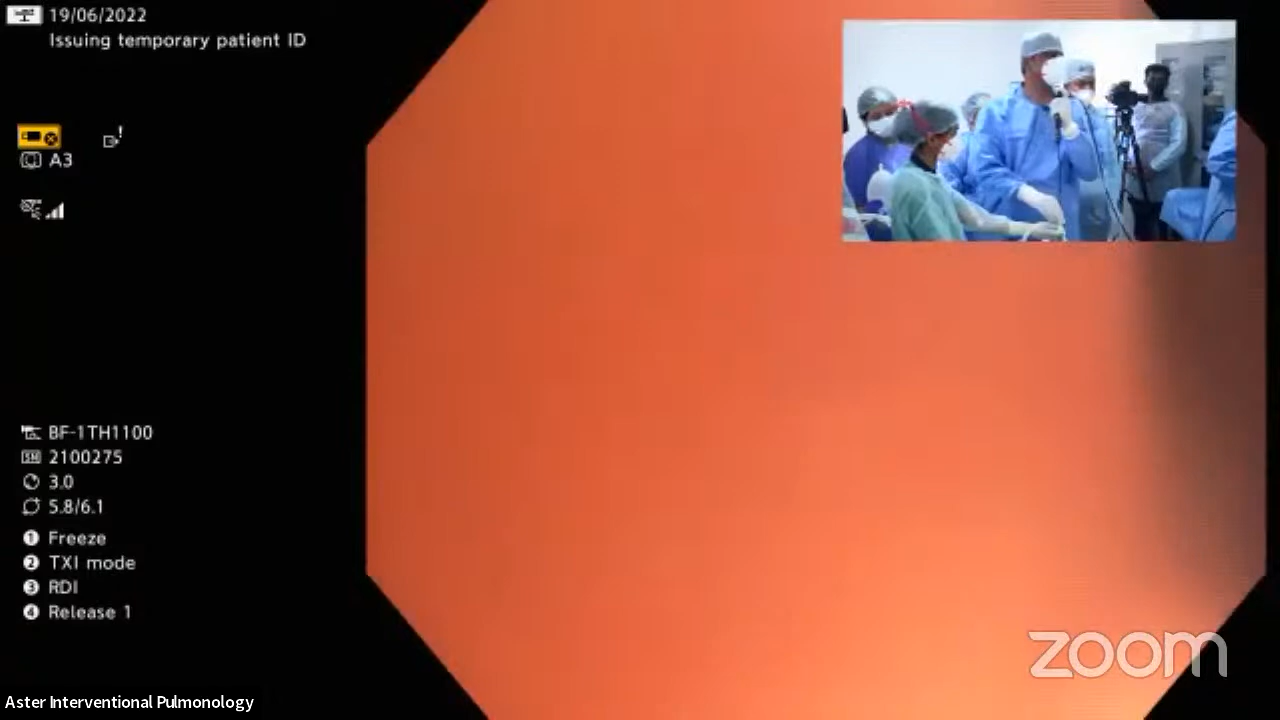 19/06/2022
Issuing temporary patient ID
A3
BF-1TH1100
SN 2100275
3.0
5.8/6.1
1 Freeze
2 TXI mode
3 RDI
4 Release 1
zoom
Aster Interventional Pulmonology